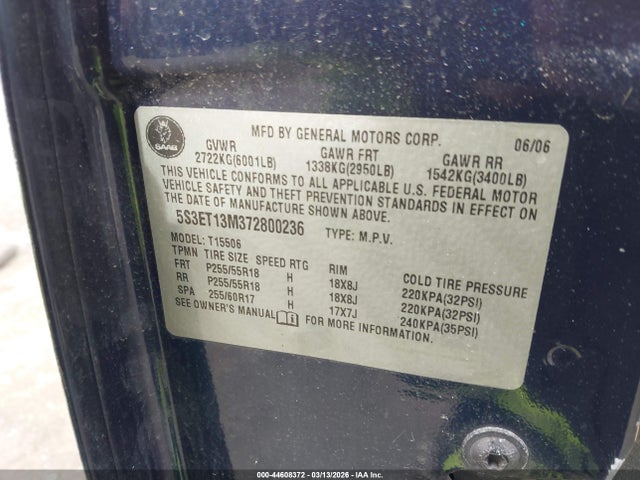 SAAB
MFD BY GENERAL MOTORS CORP. 06/06
GVWR GAWR FRT GAWR RR
2722KG(6001LB) 1338KG(2950LB) 1542KG(3400LB)
THIS VEHICLE CONFORMS TO ALL APPLICABLE U.S. FEDERAL MOTOR
VEHICLE SAFETY AND THEFT PREVENTION STANDARDS IN EFFECT ON
THE DATE OF MANUFACTURE SHOWN ABOVE.
5S3ET13M372800236 TYPE: M.P.V.
MODEL: T15506
TPMN TIRE SIZE SPEED RTG RIM COLD TIRE PRESSURE
FRT P255/55R18 H 18X8J 220KPA(32PSI)
RR P255/55R18 H 18X8J 220KPA(32PSI)
SPA 255/60R17 H 17X7J 240KPA(35PSI)
SEE OWNER'S MANUAL FOR MORE INFORMATION.
000-44608372 - 03/13/2026 - IAAI.COM